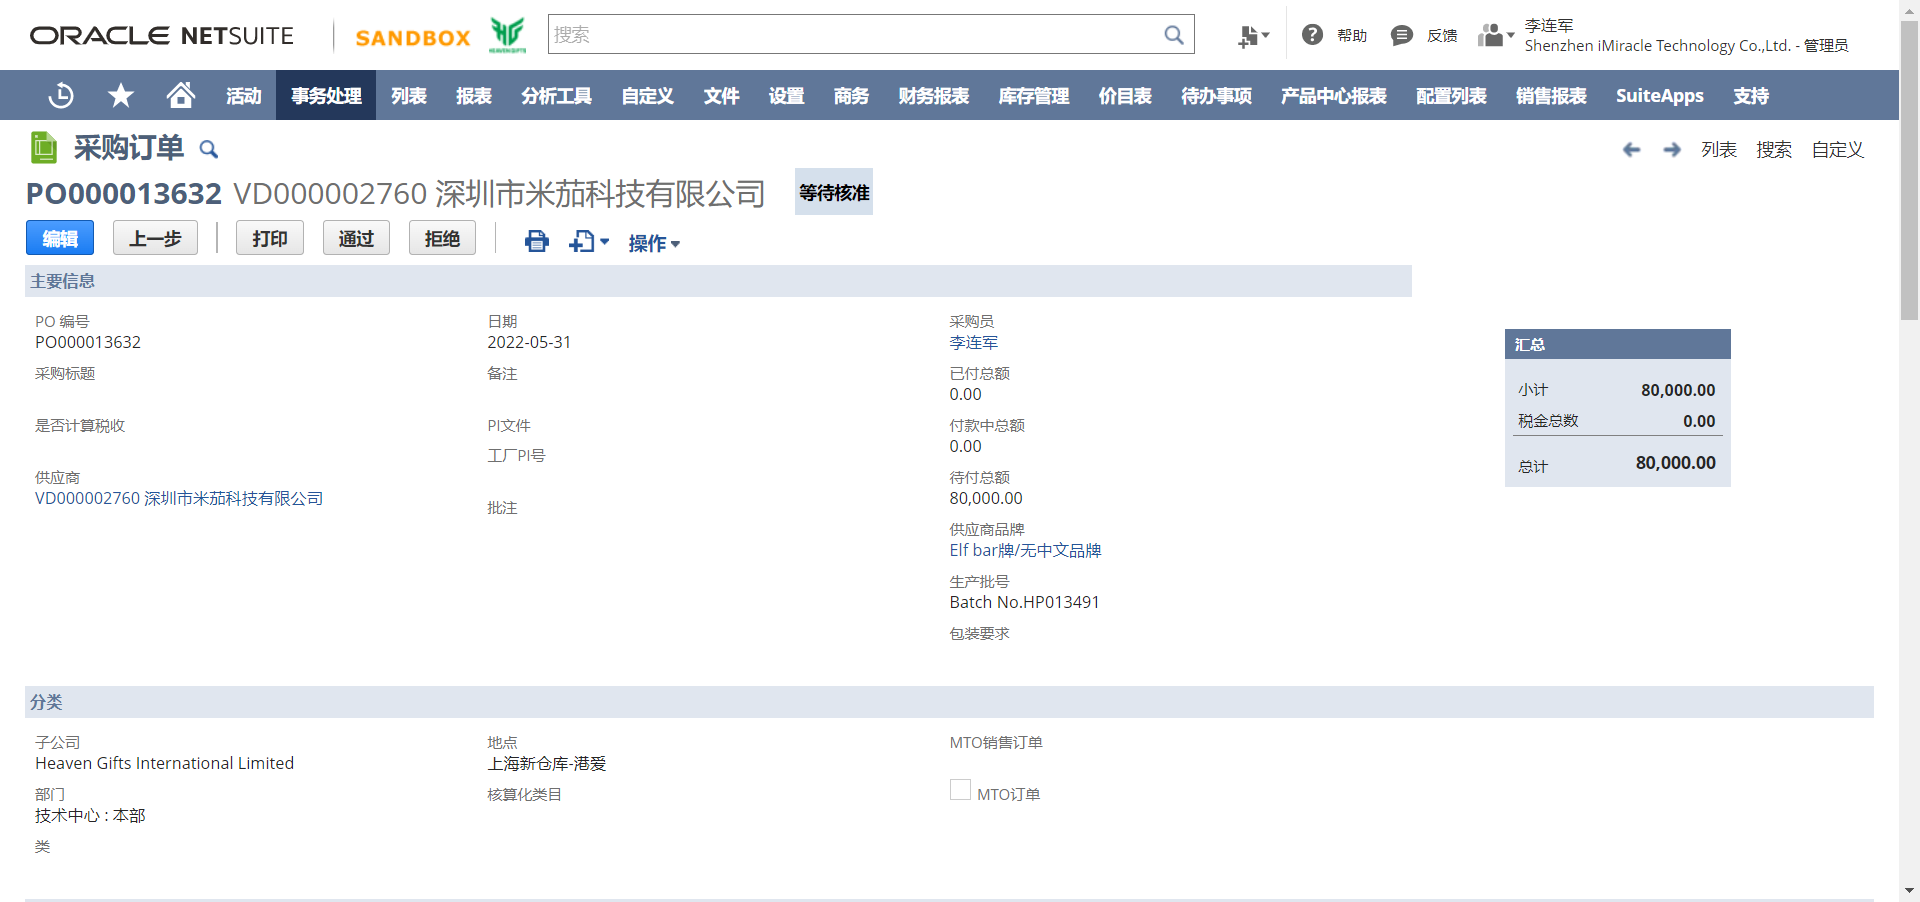 ORACLE NETSUITE
SANDBOX
HEAVEN GIFTS
搜索
帮助
反馈
李连军
Shenzhen iMiracle Technology Co.,Ltd. - 管理员
活动 事务处理 列表 报表 分析工具 自定义 文件 设置 商务 财务报表 库存管理 价目表 待办事项 产品中心报表 配置列表 销售报表 SuiteApps 支持
采购订单
列表 搜索 自定义
PO000013632 VD000002760 深圳市米茄科技有限公司 等待核准
编辑 上一步 打印 通过 拒绝 操作
主要信息
PO 编号
PO000013632
采购标题
是否计算税收
供应商
VD000002760 深圳市米茄科技有限公司
日期
2022-05-31
备注
PI文件
工厂PI号
批注
采购员
李连军
已付总额
0.00
付款中总额
0.00
待付总额
80,000.00
供应商品牌
Elf bar牌/无中文品牌
生产批号
Batch No.HP013491
包装要求
汇总
小计 80,000.00
税金总数 0.00
总计 80,000.00
分类
子公司
Heaven Gifts International Limited
部门
技术中心 : 本部
类
地点
上海新仓库-港爱
核算化类目
MTO销售订单
MTO订单